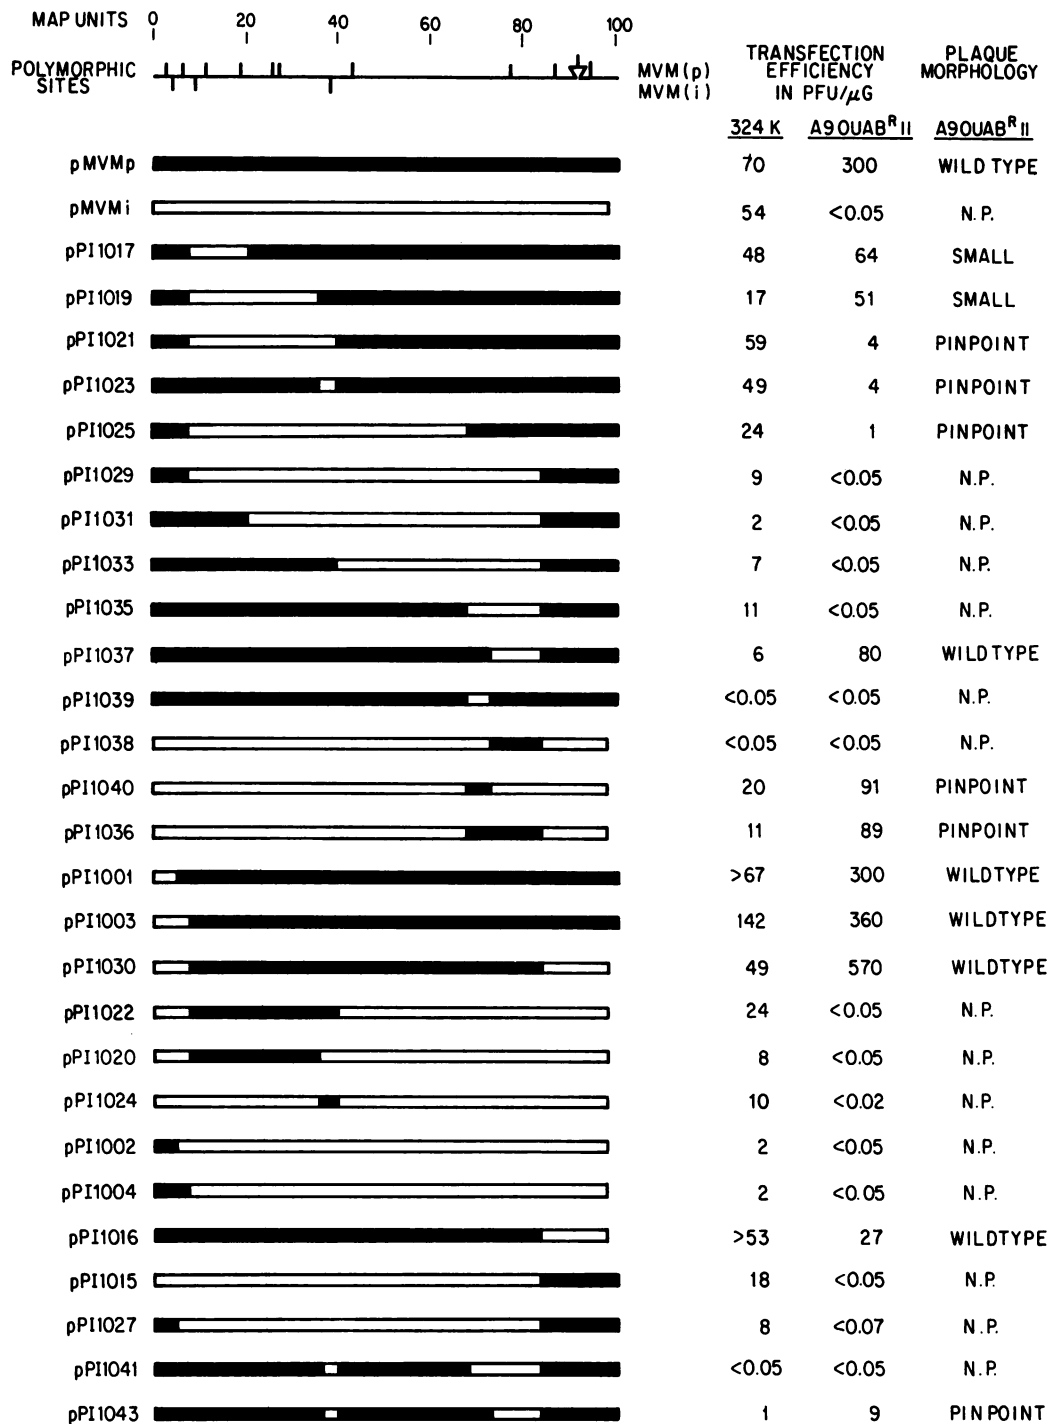 MAP UNITS 0 20 40 60 80 100
POLYMORPHIC SITES
MVM(p)
MVM(i)
TRANSFECTION EFFICIENCY IN PFU/µG
PLAQUE MORPHOLOGY
324 K A9 OUAB^R II A9 OUAB^R II
pMVMp 70 300 WILD TYPE
pMVMi 54 <0.05 N.P.
pPI1017 48 64 SMALL
pPI1019 17 51 SMALL
pPI1021 59 4 PINPOINT
pPI1023 49 4 PINPOINT
pPI1025 24 1 PINPOINT
pPI1029 9 <0.05 N.P.
pPI1031 2 <0.05 N.P.
pPI1033 7 <0.05 N.P.
pPI1035 11 <0.05 N.P.
pPI1037 6 80 WILDTYPE
pPI1039 <0.05 <0.05 N.P.
pPI1038 <0.05 <0.05 N.P.
pPI1040 20 91 PINPOINT
pPI1036 11 89 PINPOINT
pPI1001 >67 300 WILDTYPE
pPI1003 142 360 WILDTYPE
pPI1030 49 570 WILDTYPE
pPI1022 24 <0.05 N.P.
pPI1020 8 <0.05 N.P.
pPI1024 10 <0.02 N.P.
pPI1002 2 <0.05 N.P.
pPI1004 2 <0.05 N.P.
pPI1016 >53 27 WILDTYPE
pPI1015 18 <0.05 N.P.
pPI1027 8 <0.07 N.P.
pPI1041 <0.05 <0.05 N.P.
pPI1043 1 9 PINPOINT